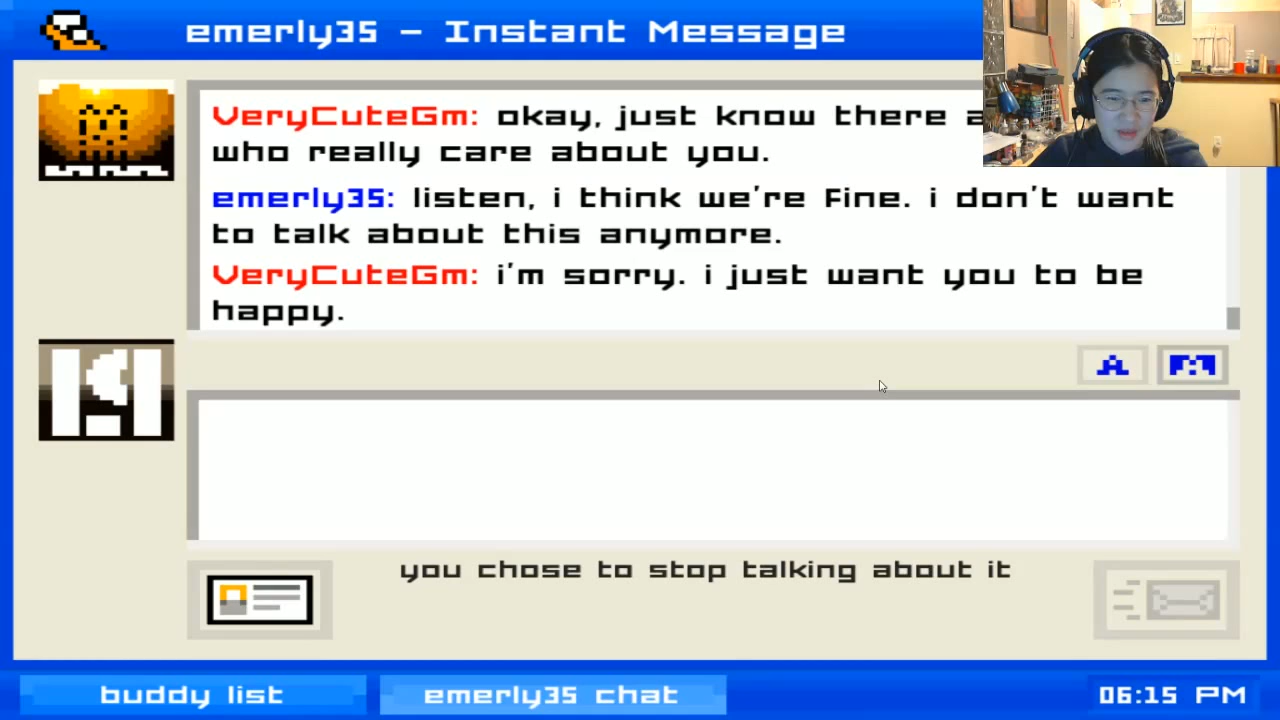 emerly35 - Instant Message
VeryCuteGm: okay, just know there
who really care about you.
emerly35: listen, i think we're fine. i don't want
to talk about this anymore.
VeryCuteGm: i'm sorry. i just want you to be
happy.
A
you chose to stop talking about it
buddy list
emerly35 chat
06:15 PM